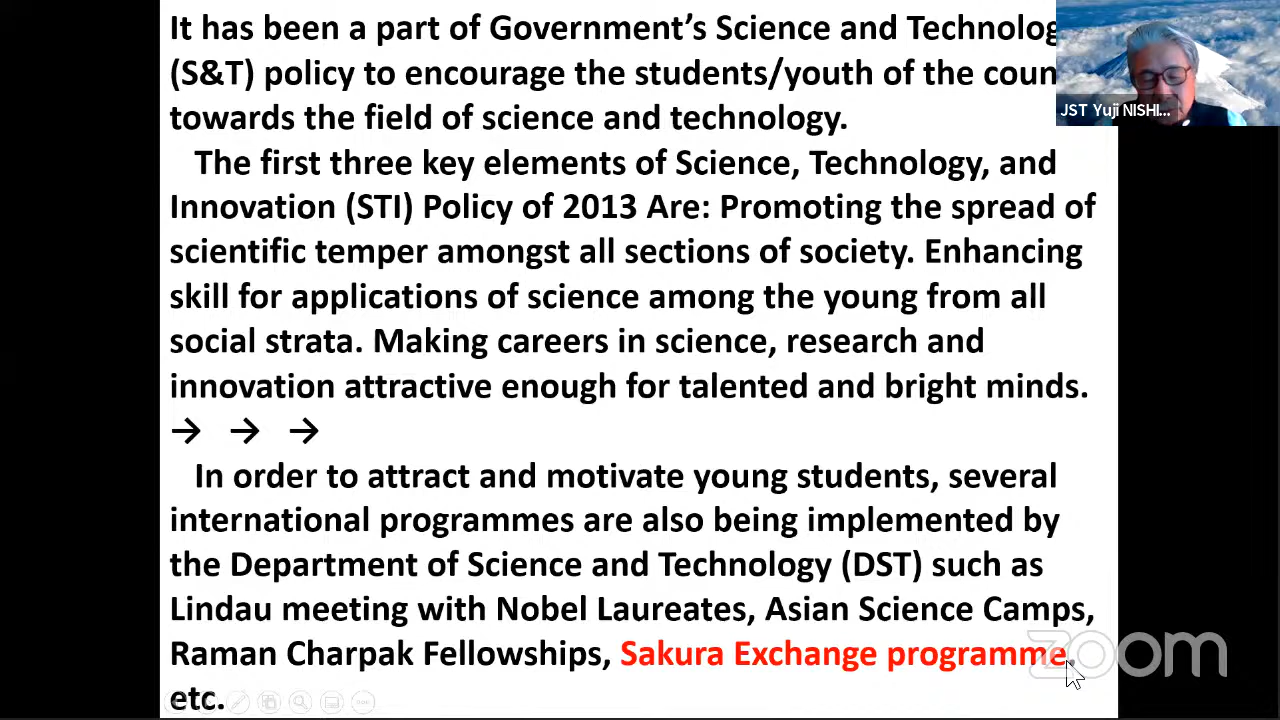 It has been a part of Government's Science and Technolog
(S&T) policy to encourage the students/youth of the coun
towards the field of science and technology.
The first three key elements of Science, Technology, and
Innovation (STI) Policy of 2013 Are: Promoting the spread of
scientific temper amongst all sections of society. Enhancing
skill for applications of science among the young from all
social strata. Making careers in science, research and
innovation attractive enough for talented and bright minds.
→ → →
In order to attract and motivate young students, several
international programmes are also being implemented by
the Department of Science and Technology (DST) such as
Lindau meeting with Nobel Laureates, Asian Science Camps,
Raman Charpak Fellowships, Sakura Exchange programme
etc.
JST Yuji NISHI...
zoom